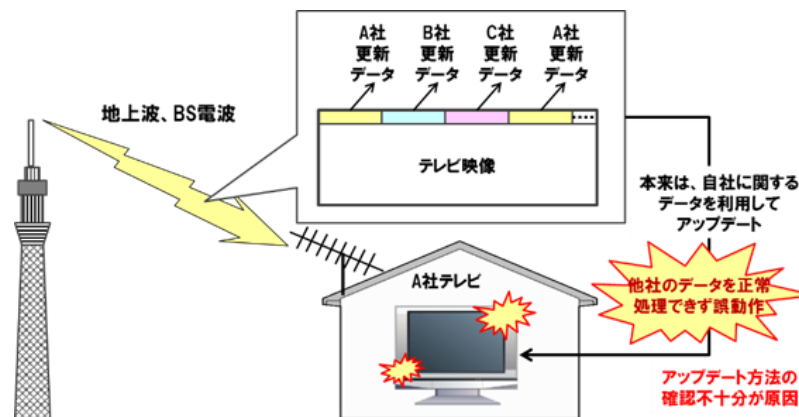 A社 B社 C社 A社
更新 更新 更新 更新
データ データ データ データ
地上波、BS電波
テレビ映像
本来は、自社に関する
データを利用して
アップデート
A社テレビ
他社のデータを正常
処理できず誤動作
アップデート方法の
確認不十分が原因